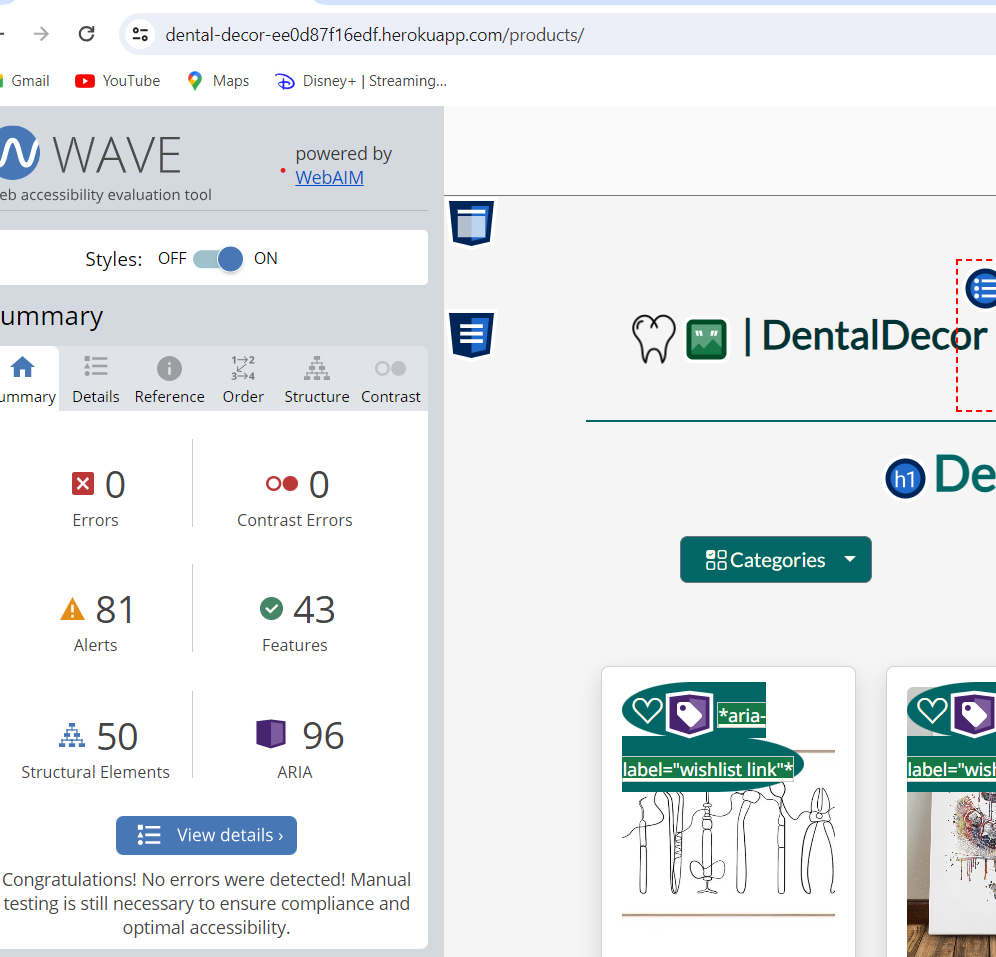 dental-decor-ee0d87f16edf.herokuapp.com/products/
Gmail YouTube Maps Disney+ | Streaming...
WAVE
powered by
WebAIM
eb accessibility evaluation tool
Styles: OFF ON
ummary
ummary Details Reference Order Structure Contrast
0 0
Errors Contrast Errors
81 43
Alerts Features
50 96
Structural Elements ARIA
View details ›
Congratulations! No errors were detected! Manual
testing is still necessary to ensure compliance and
optimal accessibility.
| DentalDecor
h1 De
Categories
*aria-
label="wishlist link"*
label="wish